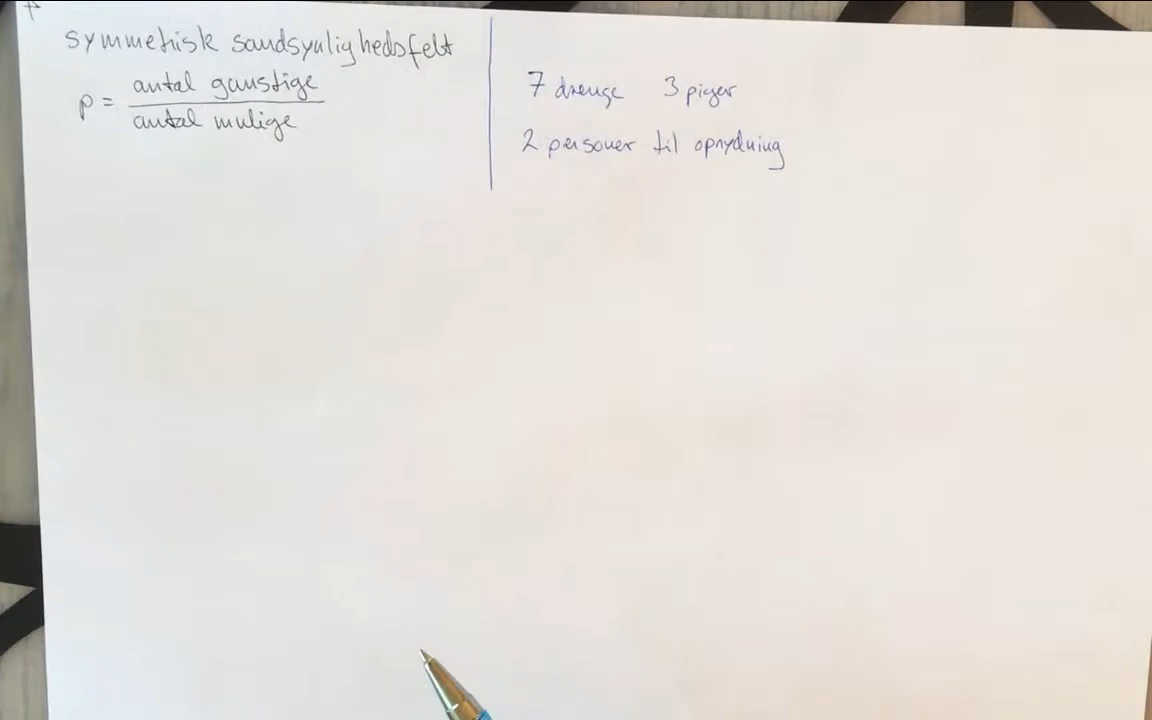 symmetrisk sandsynlighedsfelt
p = antal gunstige
antal mulige
7 drenge 3 piger
2 personer til oprydning